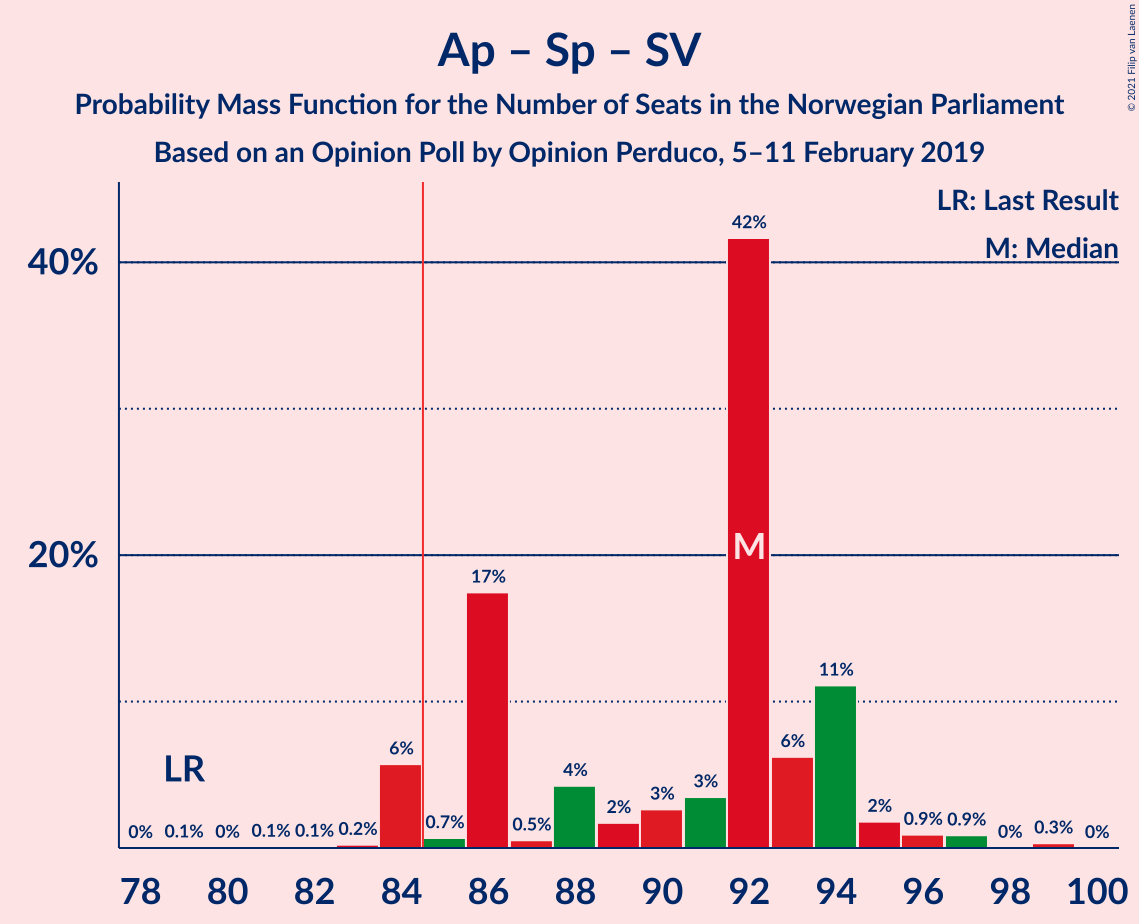 Ap – Sp – SV
Probability Mass Function for the Number of Seats in the Norwegian Parliament
Based on an Opinion Poll by Opinion Perduco, 5–11 February 2019
© 2021 Filip van Laenen
LR: Last Result
M: Median
40%
20%
LR
M
0% 0.1% 0% 0.1% 0.1% 0.2% 6% 0.7% 17% 0.5% 4% 2% 3% 3% 42% 6% 11% 2% 0.9% 0.9% 0% 0.3% 0%
78 80 82 84 86 88 90 92 94 96 98 100